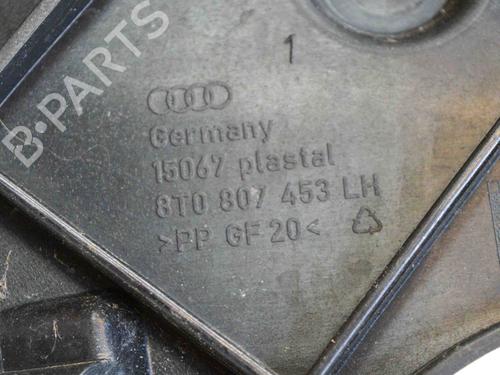 B-PARTS
1
Germany
15067 plastal
8T0 807 453 LH
>PP GF20<